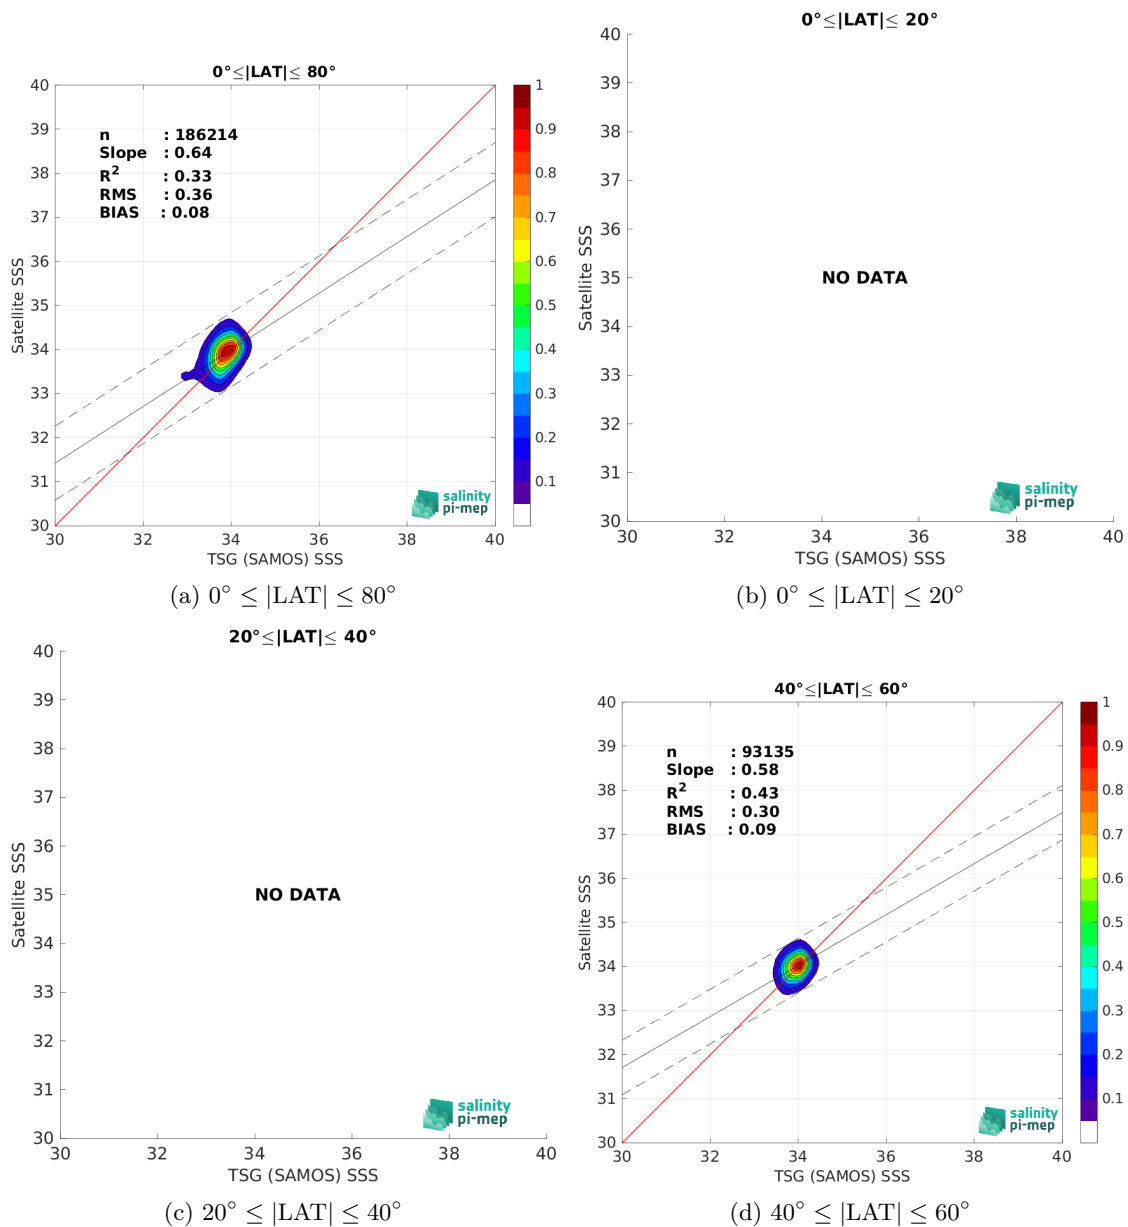 0°≤|LAT|≤ 80°
n : 186214
Slope : 0.64
R² : 0.33
RMS : 0.36
BIAS : 0.08
Satellite SSS
40
39
38
37
36
35
34
33
32
31
30
30 32 34 36 38 40
TSG (SAMOS) SSS
1
0.9
0.8
0.7
0.6
0.5
0.4
0.3
0.2
0.1
salinity
pi-mep
(a) 0° ≤ |LAT| ≤ 80°
0°≤|LAT|≤ 20°
Satellite SSS
40
39
38
37
36
35
34
33
32
31
30
NO DATA
30 32 34 36 38 40
TSG (SAMOS) SSS
salinity
pi-mep
(b) 0° ≤ |LAT| ≤ 20°
20°≤|LAT|≤ 40°
Satellite SSS
40
39
38
37
36
35
34
33
32
31
30
NO DATA
30 32 34 36 38 40
TSG (SAMOS) SSS
salinity
pi-mep
(c) 20° ≤ |LAT| ≤ 40°
40°≤|LAT|≤ 60°
n : 93135
Slope : 0.58
R² : 0.43
RMS : 0.30
BIAS : 0.09
Satellite SSS
40
39
38
37
36
35
34
33
32
31
30
30 32 34 36 38 40
TSG (SAMOS) SSS
1
0.9
0.8
0.7
0.6
0.5
0.4
0.3
0.2
0.1
salinity
pi-mep
(d) 40° ≤ |LAT| ≤ 60°